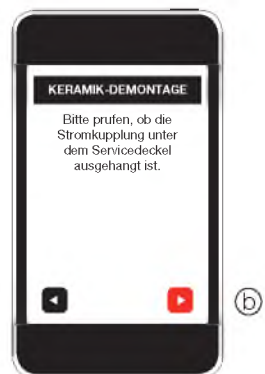 KERAMIK-DEMONTAGE
Bitte prufen, ob die
Stromkupplung unter
dem Servicedeckel
ausgehangt ist.
b